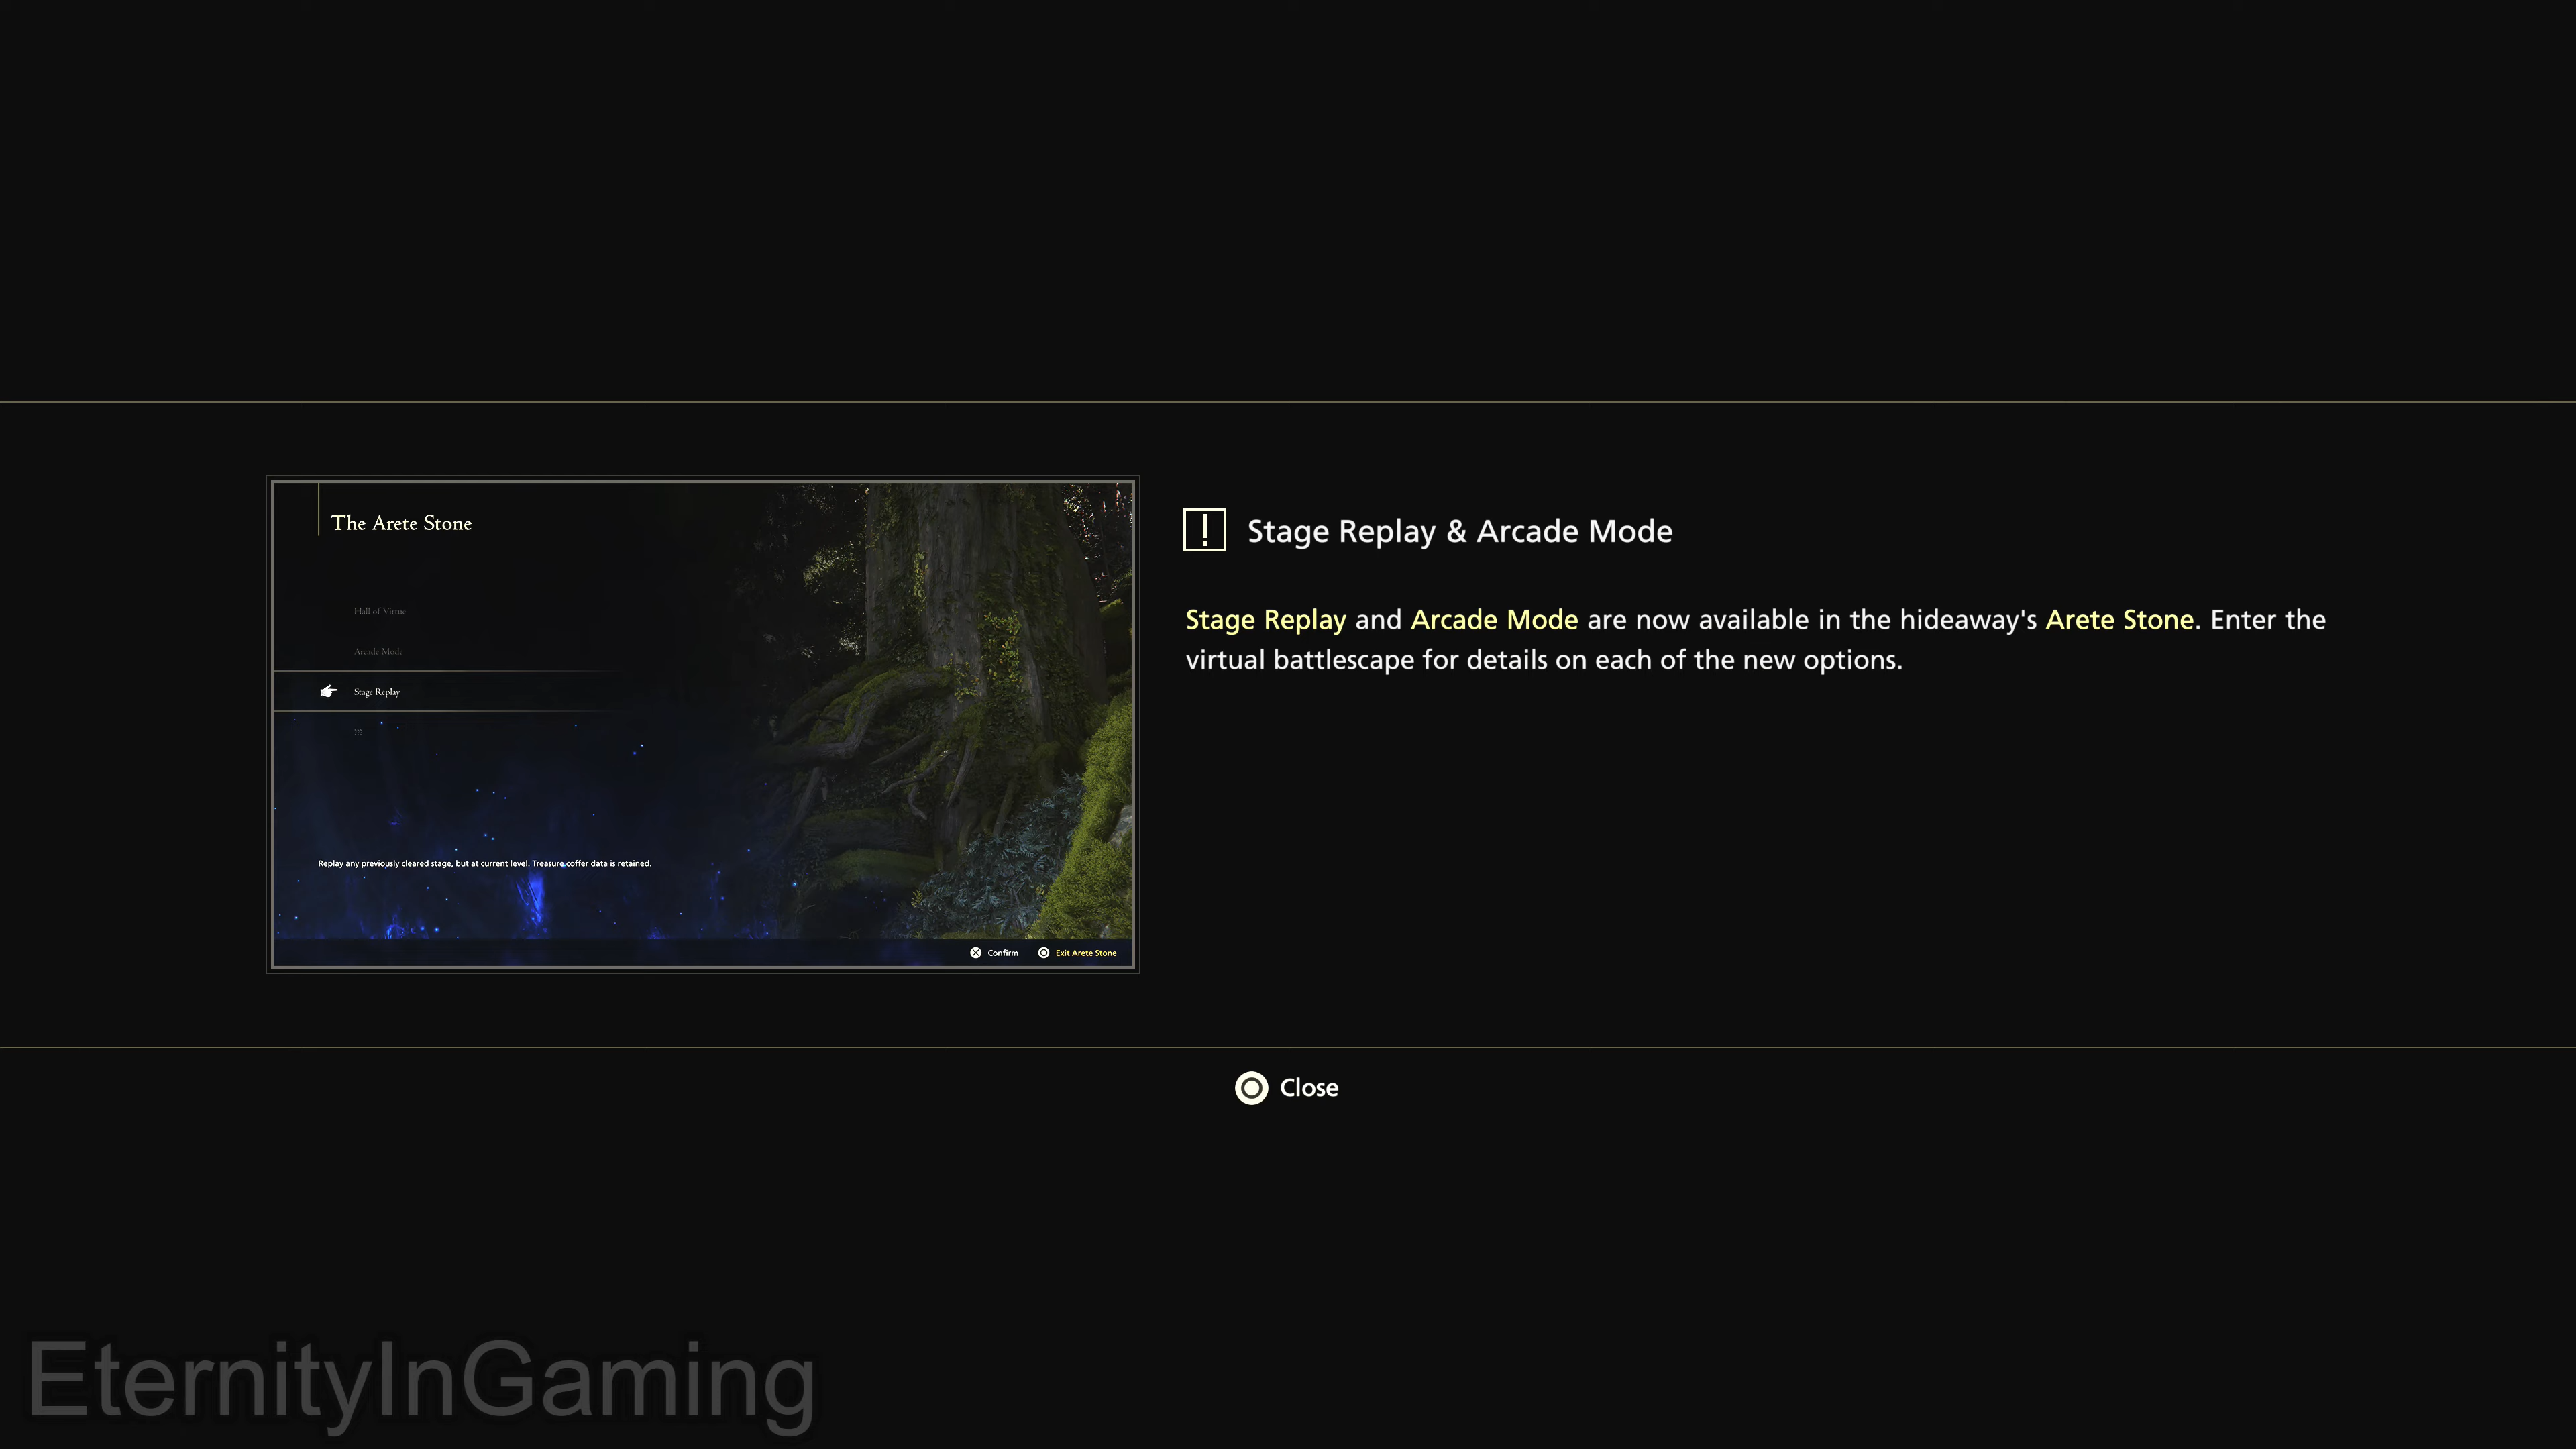 The Arete Stone
Hall of Virtue
Arcade Mode
Stage Replay
???
Replay any previously cleared stage, but at current level. Treasure coffer data is retained.
Confirm
Exit Arete Stone
Stage Replay & Arcade Mode
Stage Replay and Arcade Mode are now available in the hideaway's Arete Stone. Enter the
virtual battlescape for details on each of the new options.
Close
EternityInGaming